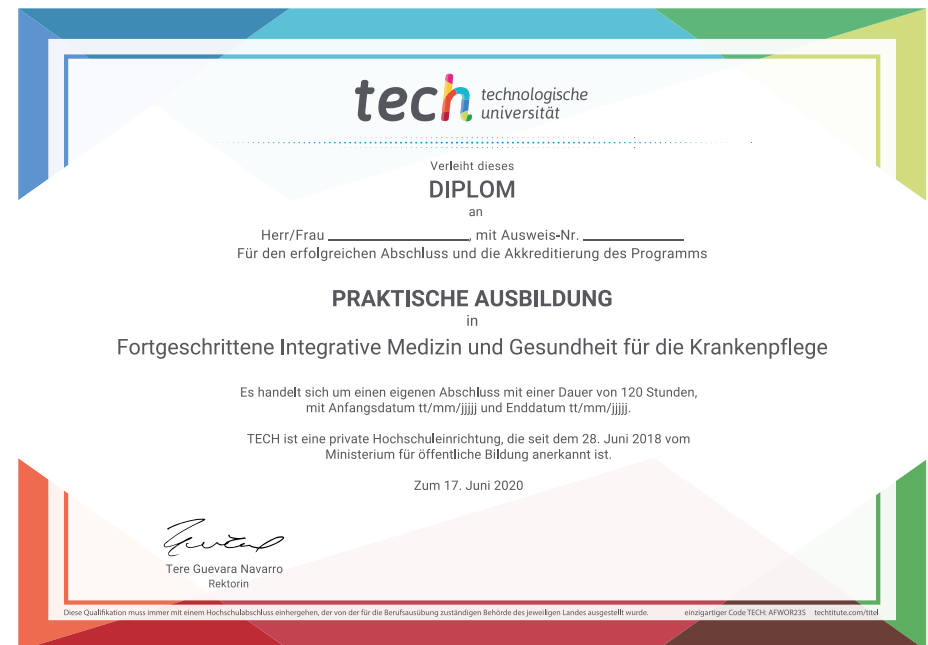 tech technologische
universität
Verleiht dieses
DIPLOM
an
Herr/Frau ________________, mit Ausweis-Nr. ____________
Für den erfolgreichen Abschluss und die Akkreditierung des Programms
PRAKTISCHE AUSBILDUNG
in
Fortgeschrittene Integrative Medizin und Gesundheit für die Krankenpflege
Es handelt sich um einen eigenen Abschluss mit einer Dauer von 120 Stunden,
mit Anfangsdatum tt/mm/jjjjj und Enddatum tt/mm/jjjjj.
TECH ist eine private Hochschuleinrichtung, die seit dem 28. Juni 2018 vom
Ministerium für öffentliche Bildung anerkannt ist.
Zum 17. Juni 2020
Tere Guevara Navarro
Rektorin
Diese Qualifikation muss immer mit einem Hochschulabschluss einhergehen, der von der für die Berufsausübung zuständigen Behörde des jeweiligen Landes ausgestellt wurde. einzigartiger Code TECH: AFWOR23S techtitute.com/titel